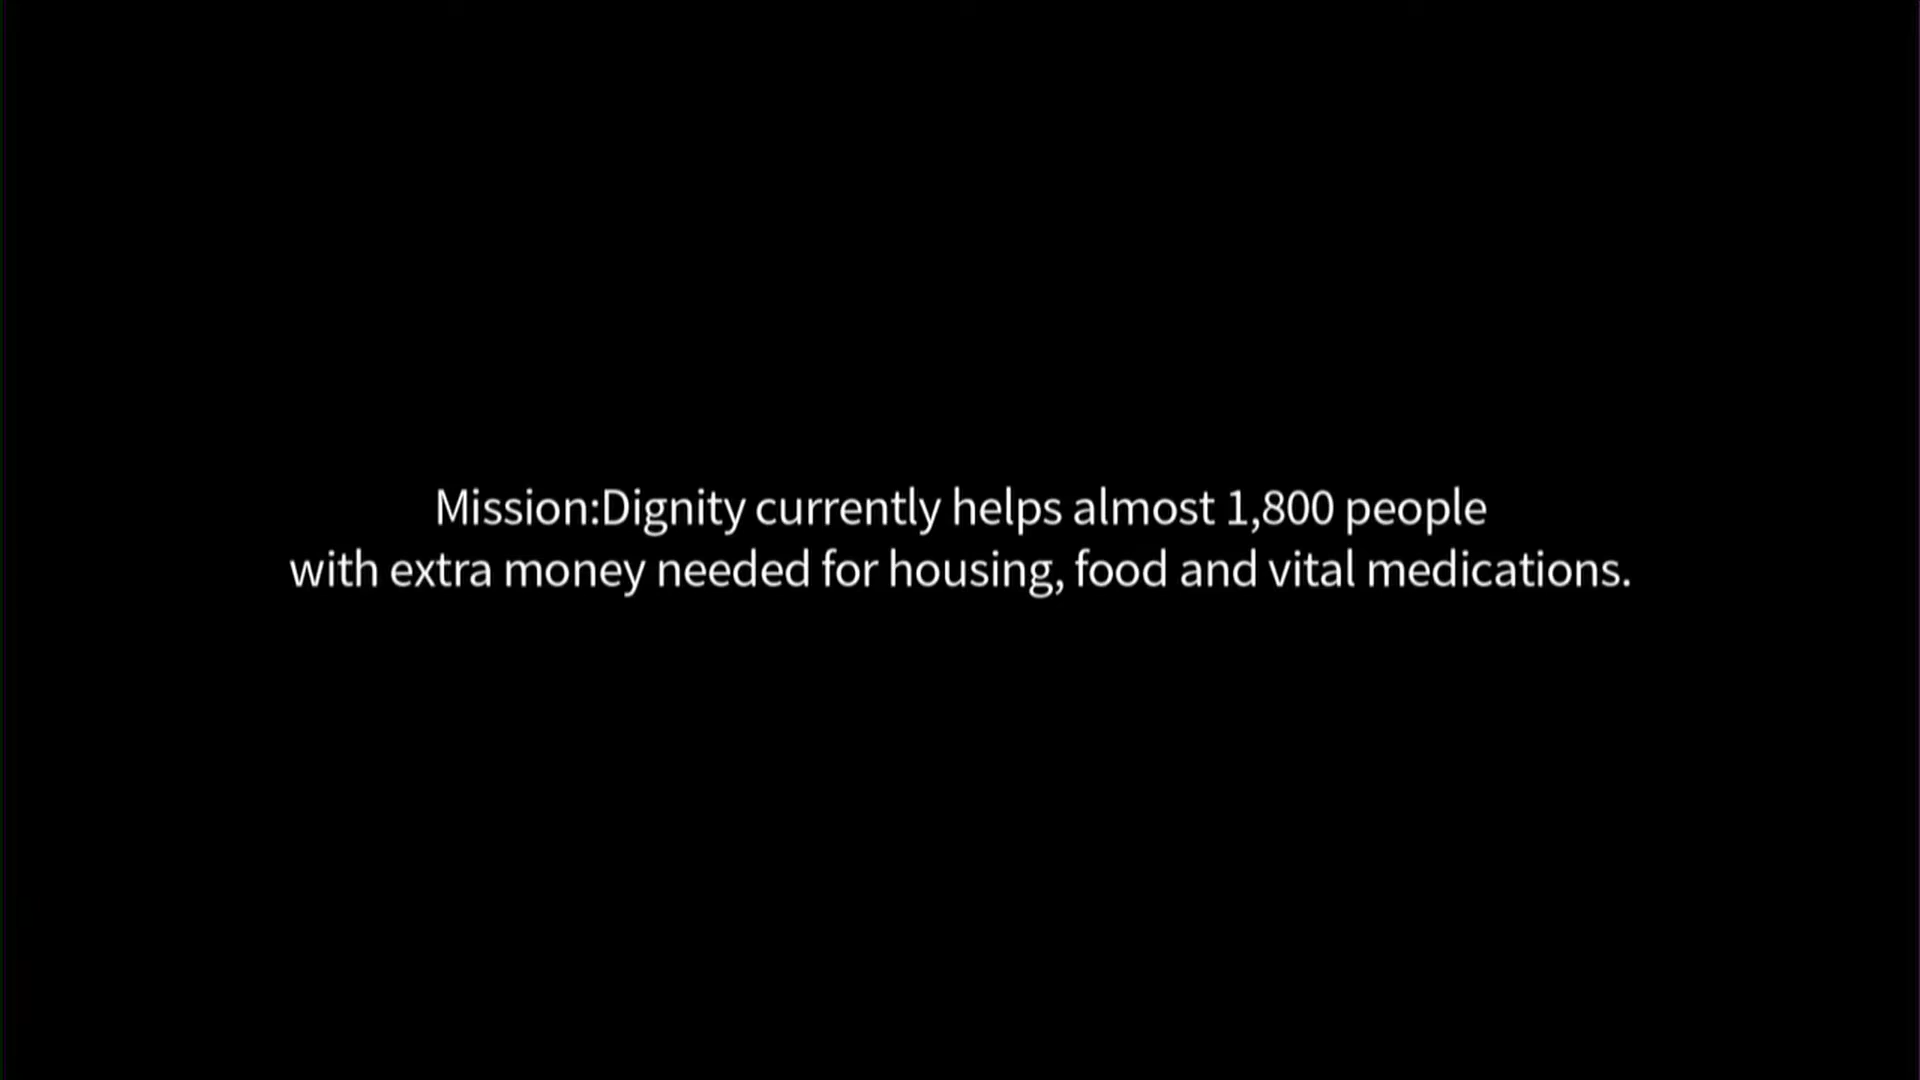 Mission:Dignity currently helps almost 1,800 people
with extra money needed for housing, food and vital medications.